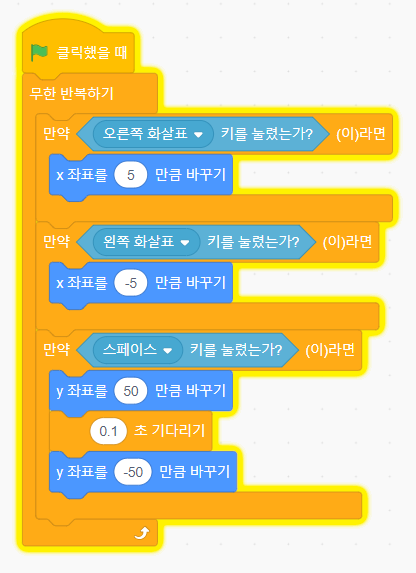 클릭했을 때
무한 반복하기
만약 오른쪽 화살표 키를 눌렀는가? (이)라면
x 좌표를 5 만큼 바꾸기
만약 왼쪽 화살표 키를 눌렀는가? (이)라면
x 좌표를 -5 만큼 바꾸기
만약 스페이스 키를 눌렀는가? (이)라면
y 좌표를 50 만큼 바꾸기
0.1 초 기다리기
y 좌표를 -50 만큼 바꾸기